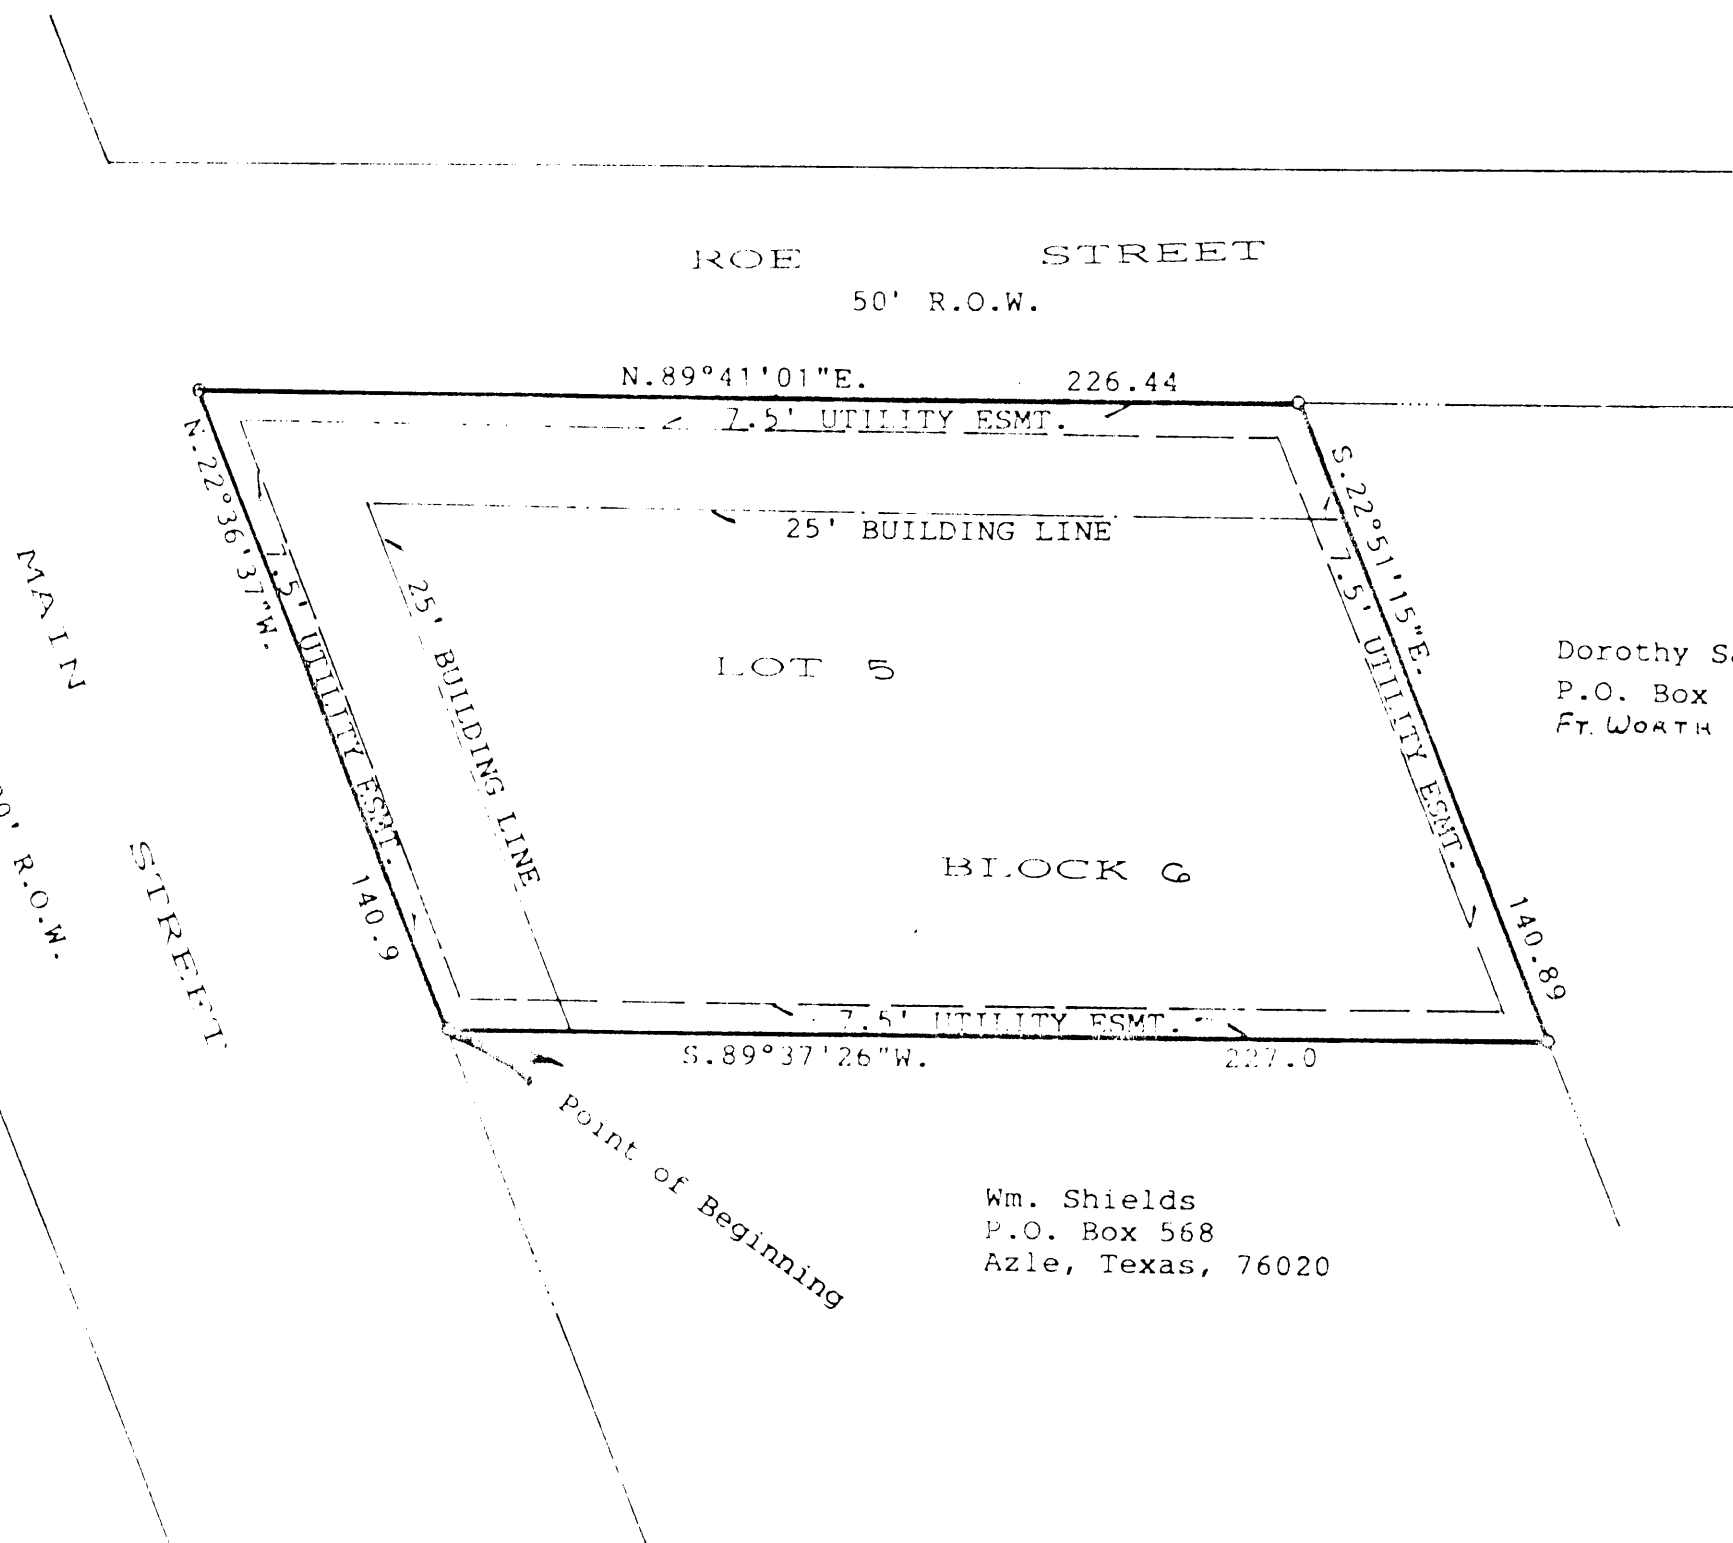 ROE STREET
50' R.O.W.
N.89°41'01"E. 226.44
7.5' UTILITY ESMT.
N.22°36'37"W.
140.9
7.5' UTILITY ESMT.
25' BUILDING LINE
25' BUILDING LINE
S.22°51'15"E.
140.89
7.5' UTILITY ESMT.
MAIN STREET
0' R.O.W.
LOT 5
BLOCK 6
Dorothy
P.O. Box
FT. WORTH
7.5' UTILITY ESMT.
S.89°37'26"W. 227.0
Point of Beginning
Wm. Shields
P.O. Box 568
Azle, Texas, 76020